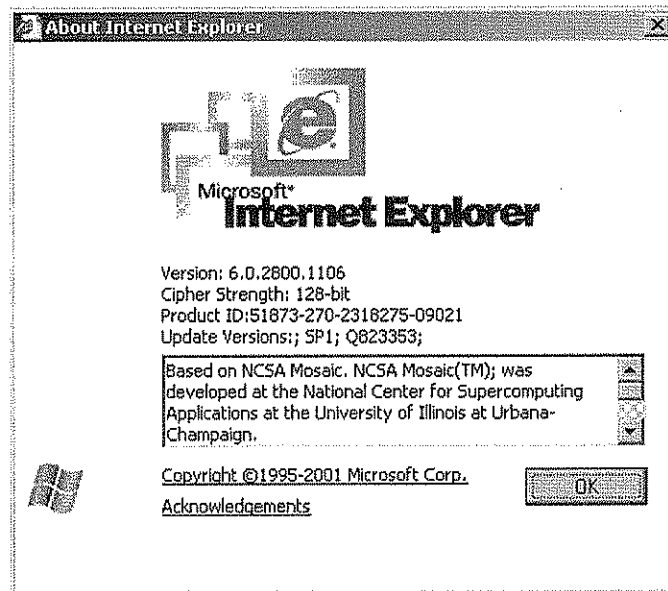 About Internet Explorer
Microsoft®
Internet Explorer
Version: 6.0.2800.1106
Cipher Strength: 128-bit
Product ID:51873-270-2318275-09021
Update Versions:; SP1; Q823353;
Based on NCSA Mosaic. NCSA Mosaic(TM); was
developed at the National Center for Supercomputing
Applications at the University of Illinois at Urbana-
Champaign.
Copyright ©1995-2001 Microsoft Corp.
OK
Acknowledgements